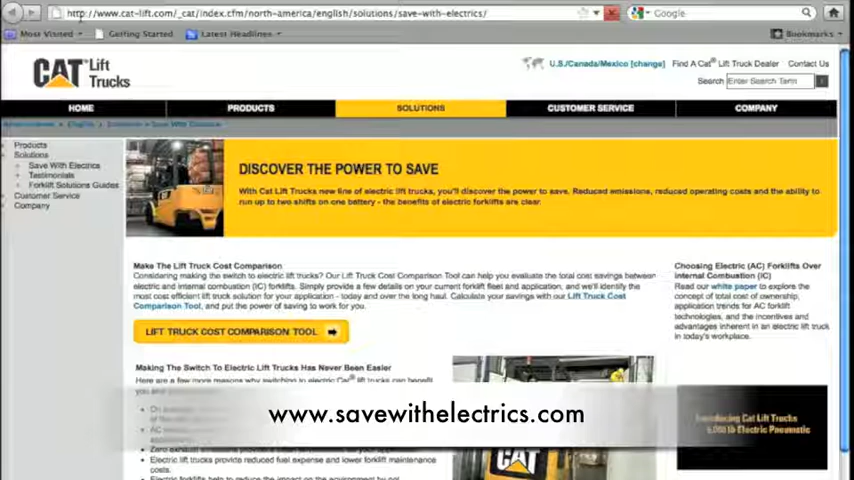 http://www.cat-lift.com/_cat/index.cfm/north-america/english/solutions/save-with-electrics/
Google
Most Visited
Getting Started
Latest Headlines
Bookmarks
CAT Lift Trucks
U.S./Canada/Mexico [change]
Find A Cat® Lift Truck Dealer
Contact Us
Search
Enter Search Term
HOME
PRODUCTS
SOLUTIONS
CUSTOMER SERVICE
COMPANY
Products
Solutions
Save With Electrics
Testimonials
Forklift Solutions Guides
Customer Service
Company
DISCOVER THE POWER TO SAVE
With Cat Lift Trucks new line of electric lift trucks, you'll discover the power to save. Reduced emissions, reduced operating costs and the ability to
run up to two shifts on one battery - the benefits of electric forklifts are clear.
Make The Lift Truck Cost Comparison
Considering making the switch to electric lift trucks? Our Lift Truck Cost Comparison Tool can help you evaluate the total cost savings between
electric and internal combustion (IC) forklifts. Simply provide a few details on your current forklift fleet and application, and we'll identify the
most cost efficient lift truck solution for your application - today and over the long haul. Calculate your savings with our Lift Truck Cost
Comparison Tool, and put the power of saving to work for you.
LIFT TRUCK COST COMPARISON TOOL
Choosing Electric (AC) Forklifts Over
Internal Combustion (IC)
Read our white paper to explore the
concept of total cost of ownership,
application trends for AC forklift
technologies, and the incentives and
advantages inherent in an electric lift truck
in today's workplace.
Making The Switch To Electric Lift Trucks Has Never Been Easier
Here are a few more reasons why switching to electric Cat® lift trucks can benefit
www.savewithelectrics.com
Introducing Cat Lift Trucks
Electric Pneumatic
Zero exhaust emissions
Electric lift trucks provide reduced fuel expense and lower forklift maintenance
costs.
Electric forklifts help to reduce the impact on the environment by not
CAT